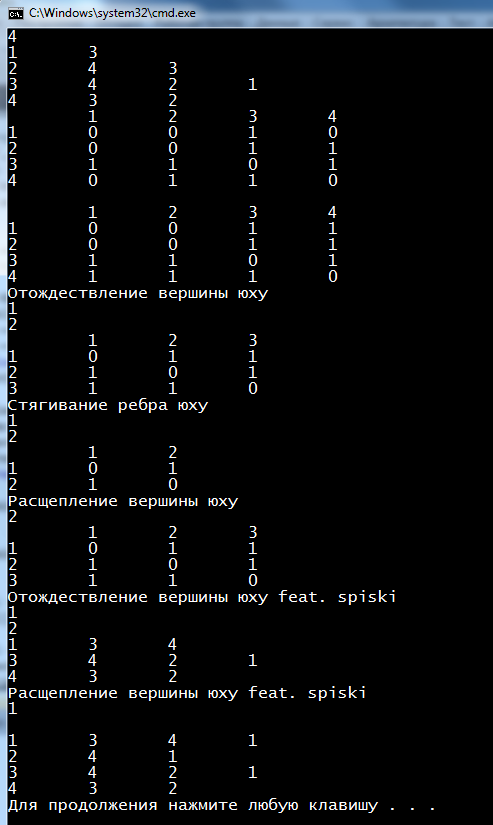 C:\Windows\system32\cmd.exe
4
1 3
2 4 3
3 4 2 1
4 3 2
1 2 3 4
1 0 0 1 0
2 0 0 1 1
3 1 1 0 1
4 0 1 1 0
1 2 3 4
1 0 0 1 1
2 0 0 1 1
3 1 1 0 1
4 1 1 1 0
Отождествление вершины юху
1
2
1 2 3
1 0 1 1
2 1 0 1
3 1 1 0
Стягивание ребра юху
1
2
1 2
1 0 1
2 1 0
Расщепление вершины юху
2
1 2 3
1 0 1 1
2 1 0 1
3 1 1 0
Отождествление вершины юху feat. spiski
1
2
1 3 4
3 4 2 1
4 3 2
Расщепление вершины юху feat. spiski
1
1 3 4 1
2 4 1
3 4 2 1
4 3 2
Для продолжения нажмите любую клавишу . . .